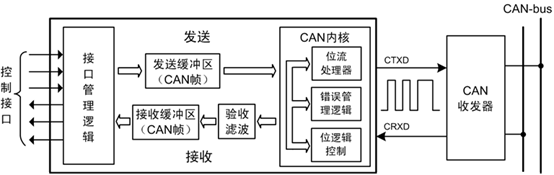 CAN-bus
发送
CAN内核
控制接口
接口管理逻辑
发送缓冲区
(CAN帧)
位流
处理器
CTXD
错误管
理逻辑
CAN
收发器
接收缓冲区
(CAN帧)
验收
滤波
位逻辑
控制
CRXD
接收